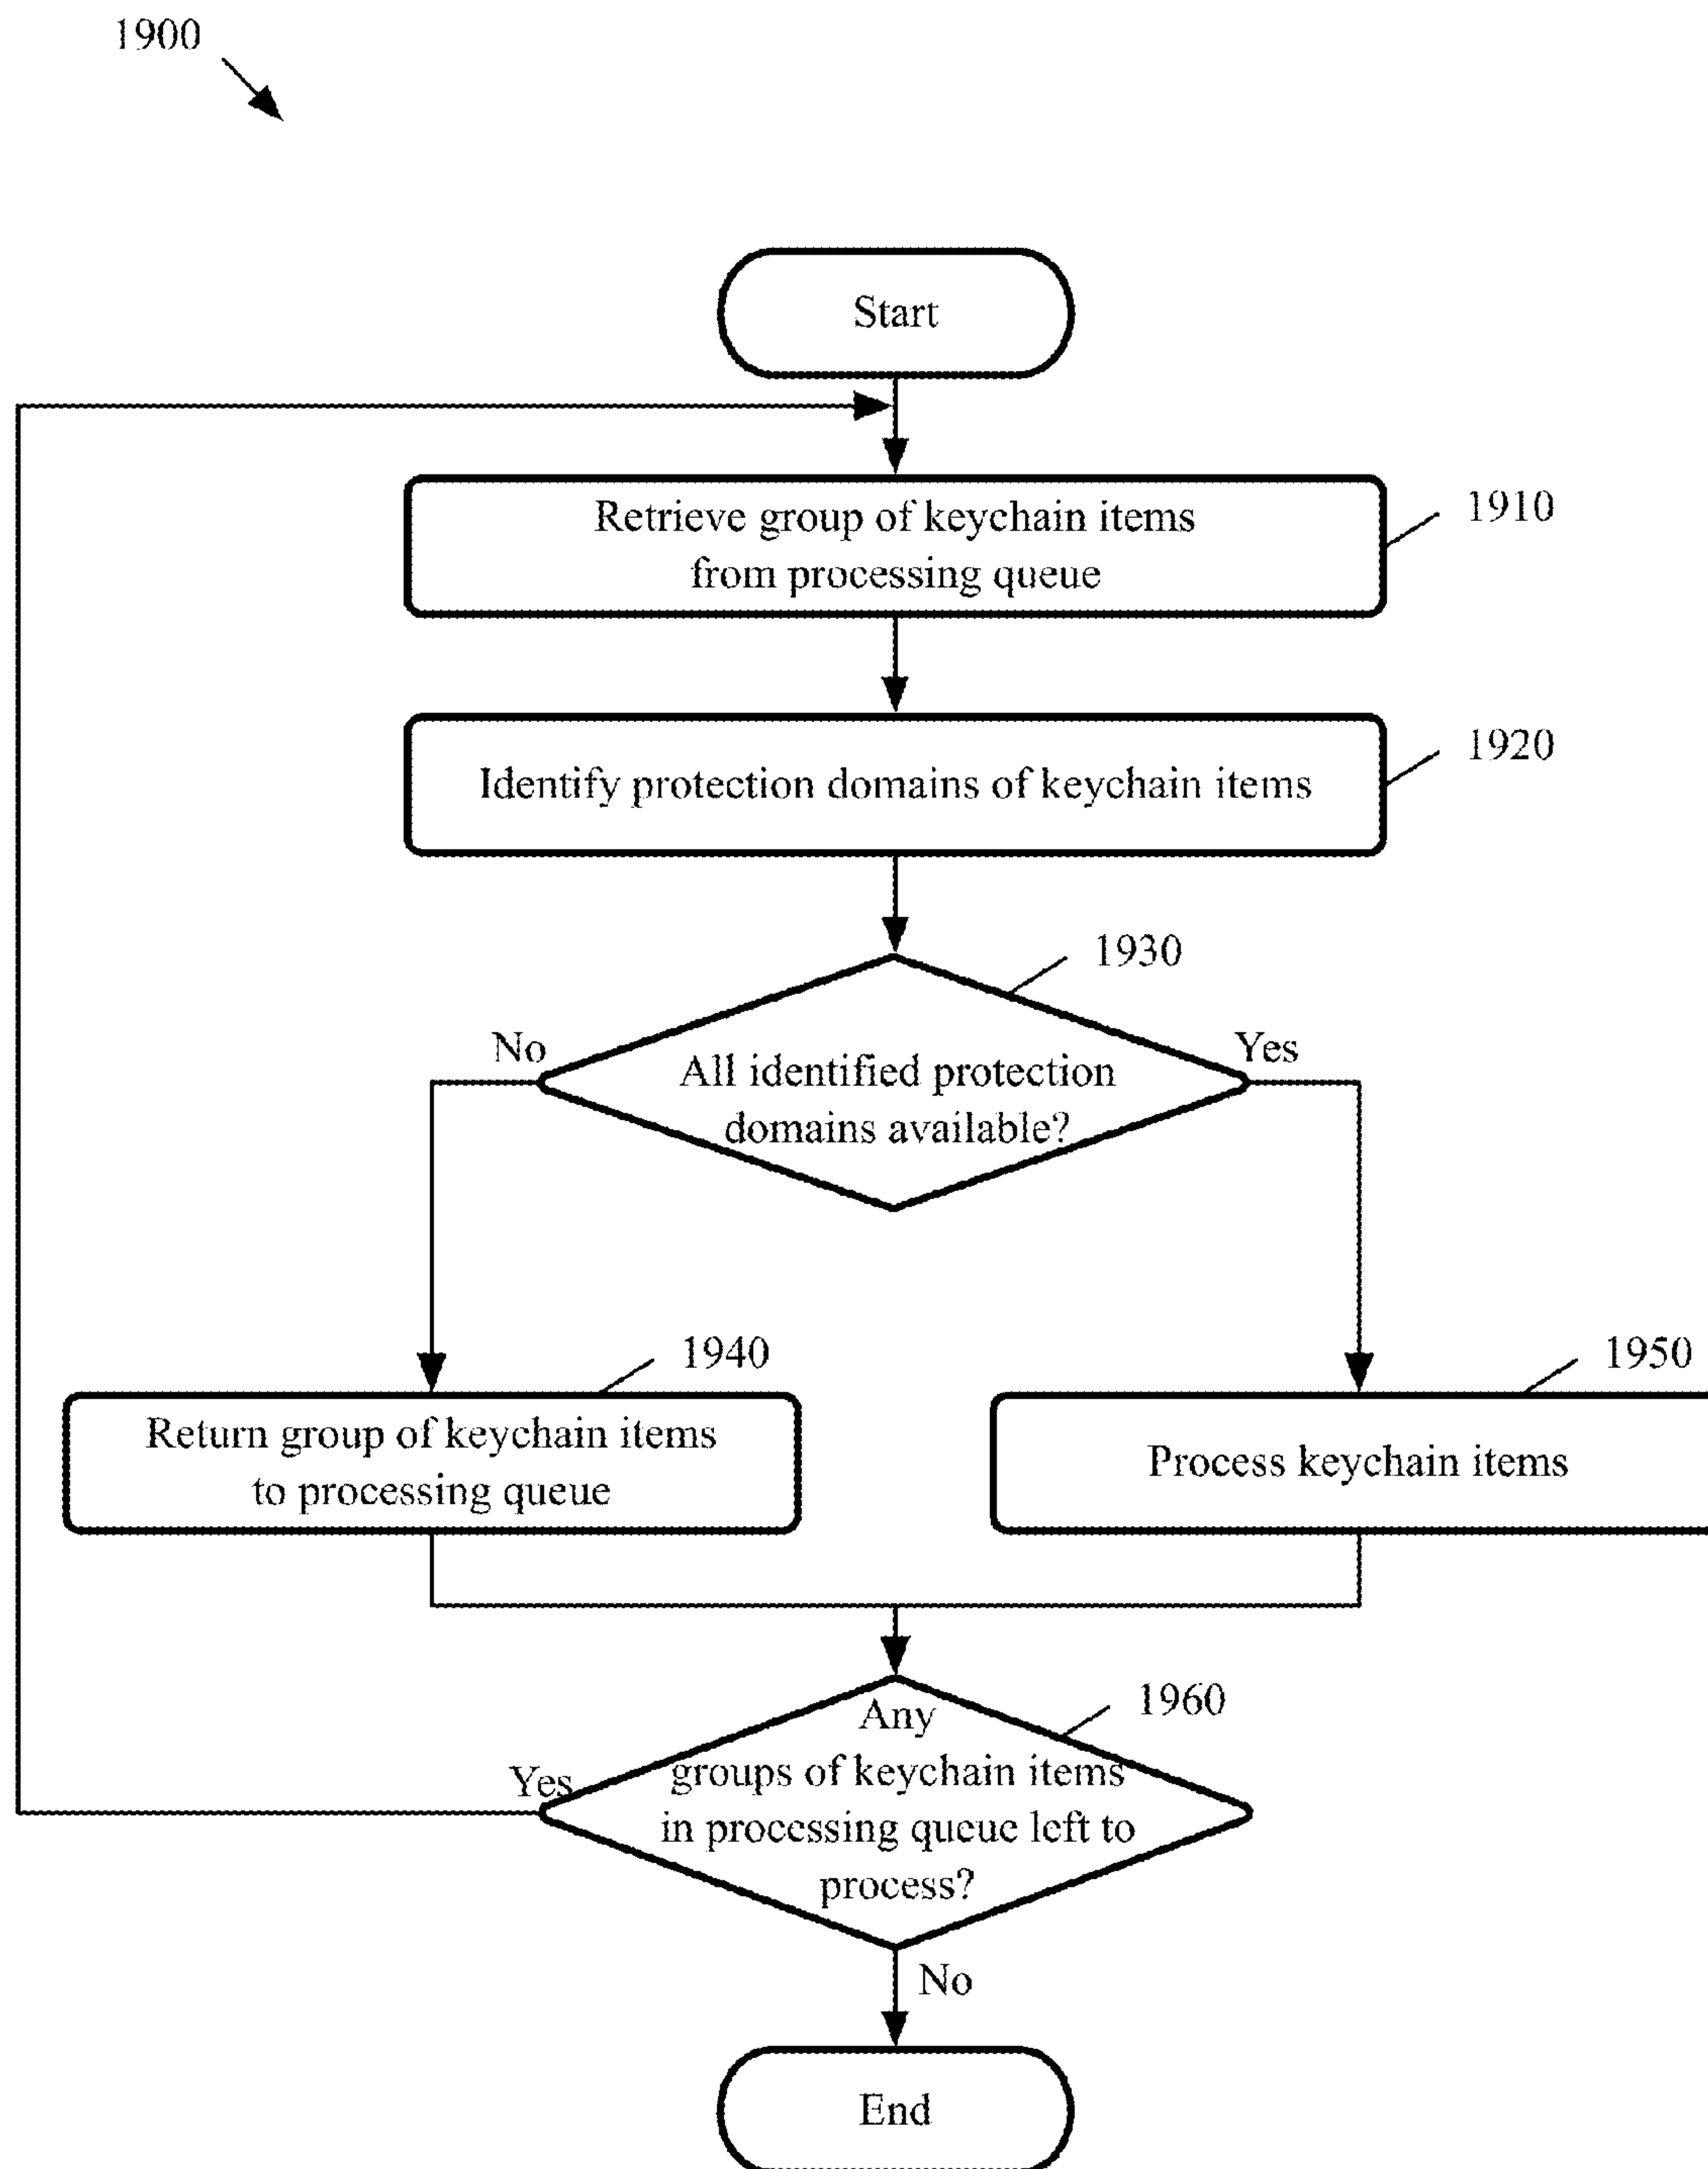 1900
Start
Retrieve group of keychain items
from processing queue
1910
Identify protection domains of keychain items
1920
1930
No
Yes
All identified protection
domains available?
1940
1950
Return group of keychain items
to processing queue
Process keychain items
1960
Any
Yes
groups of keychain items
in processing queue left to
process?
No
End